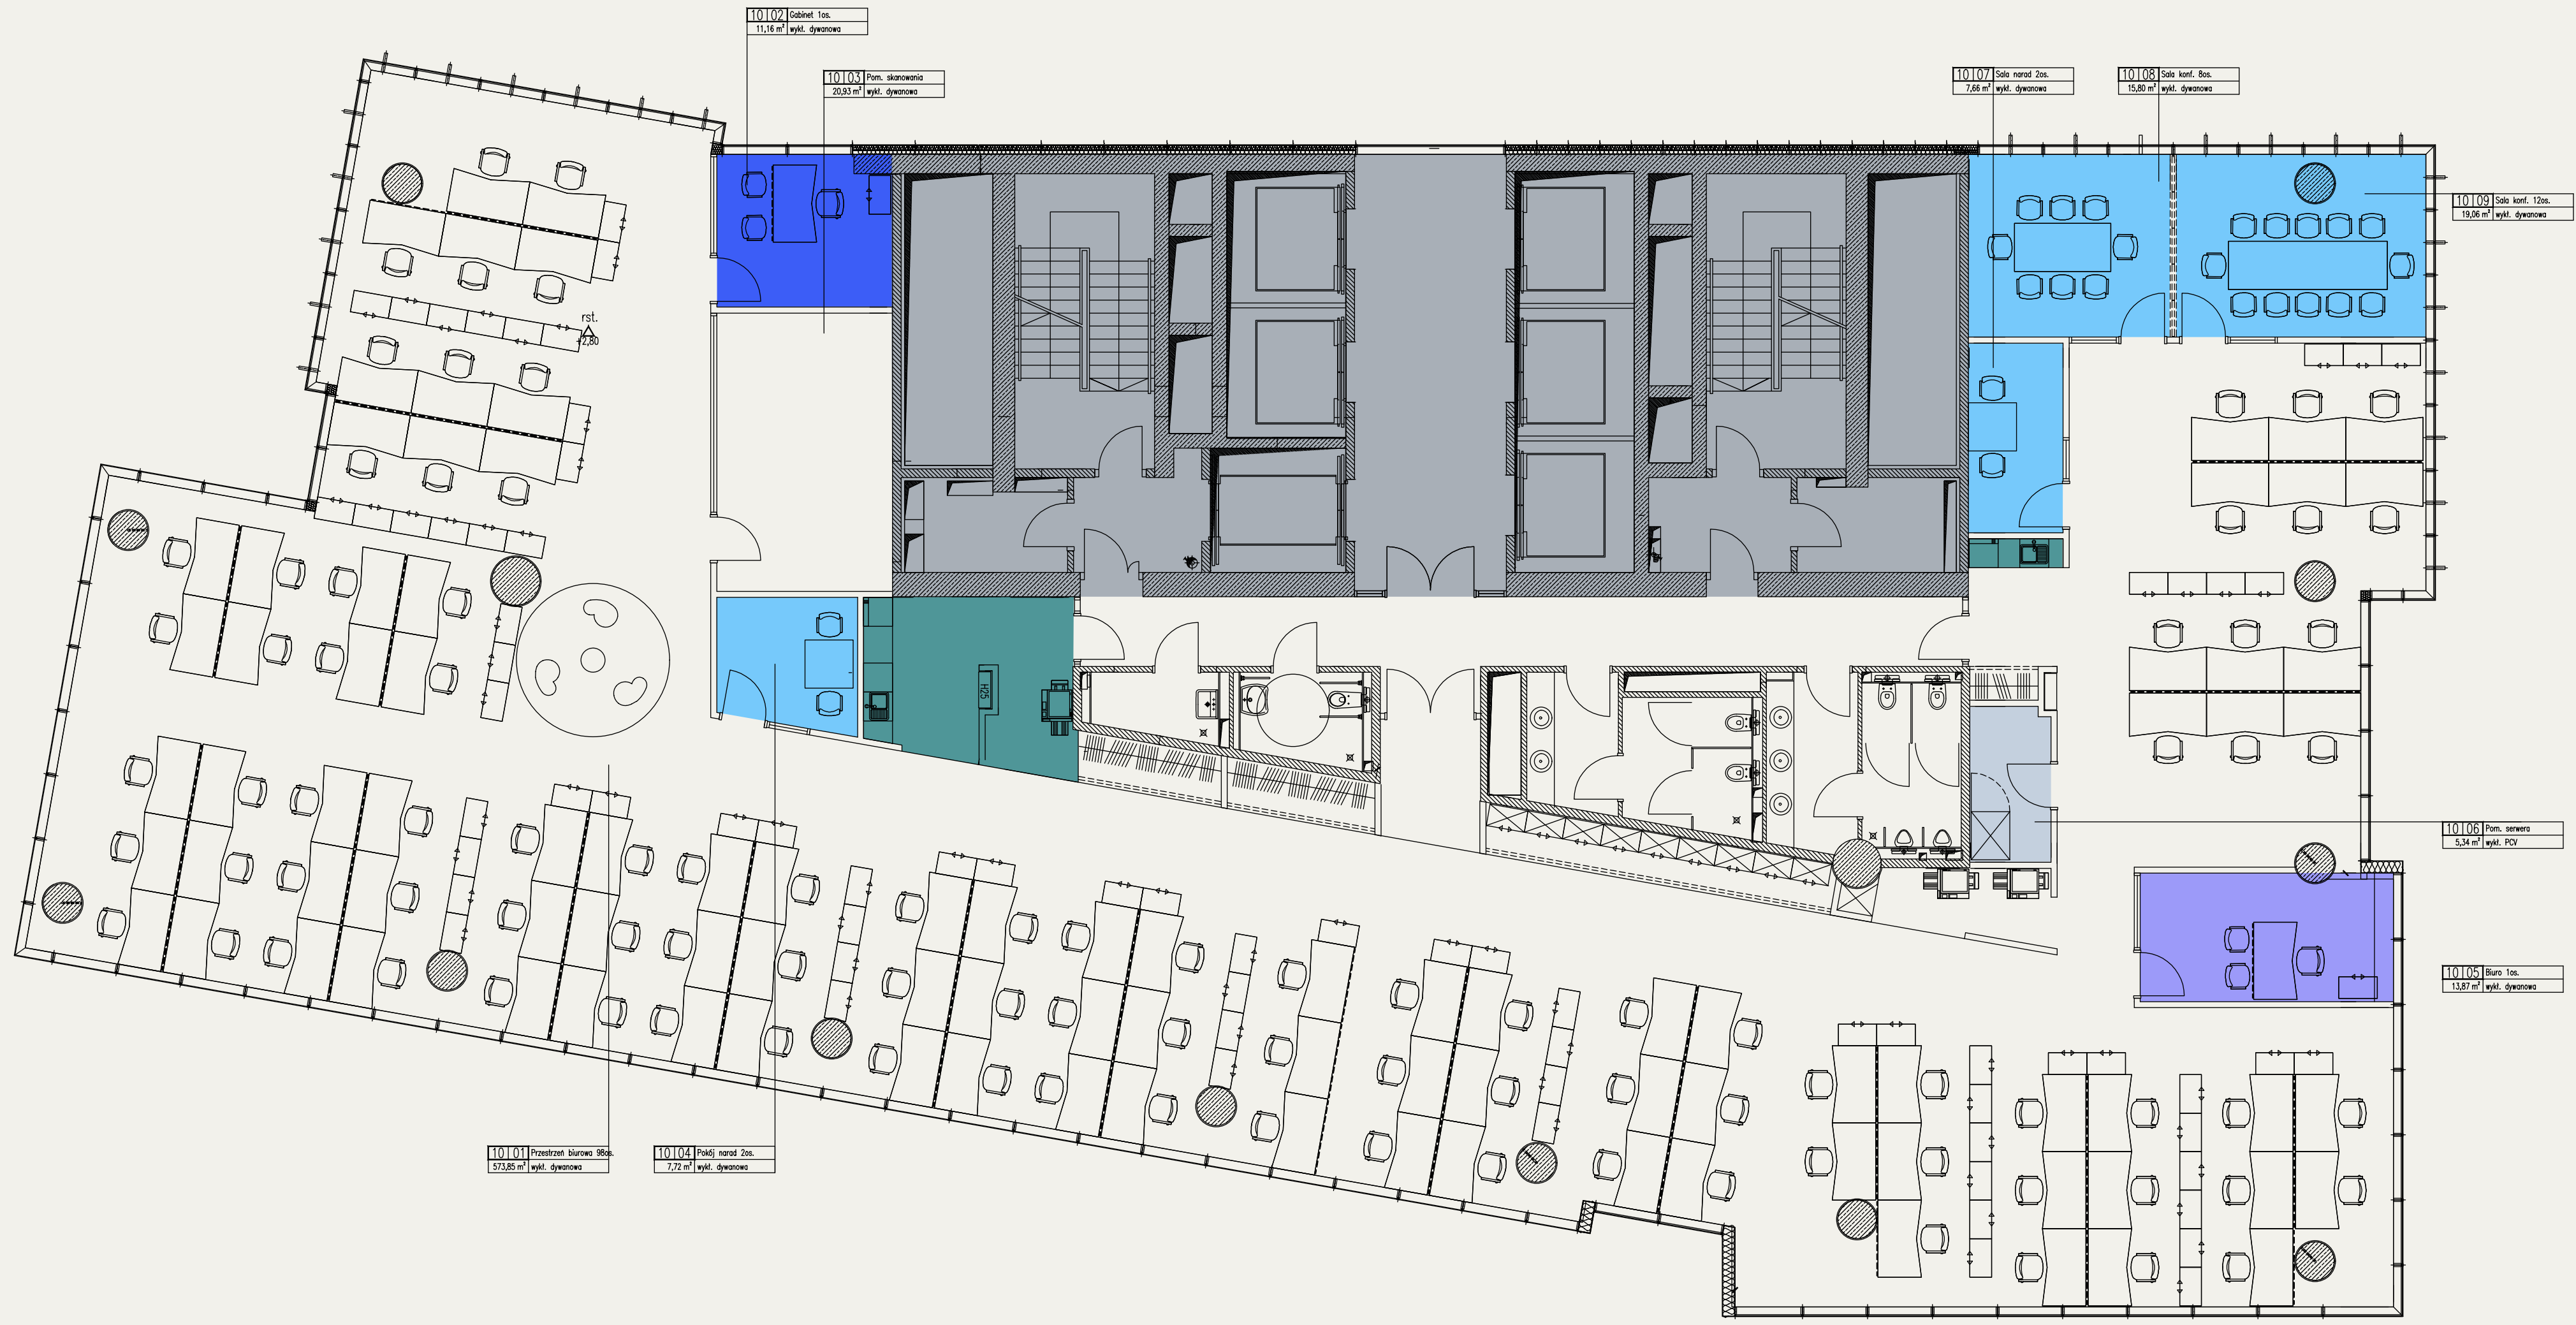 10|02 Gabinet 1os.
11,16 m² wykł. dywanowa
10|03 Pom. skanowania
20,93 m² wykł. dywanowa
10|07 Sala narad 2os.
7,66 m² wykł. dywanowa
10|08 Sala konf. 8os.
15,80 m² wykł. dywanowa
10|09 Sala konf. 12os.
19,06 m² wykł. dywanowa
rst.
+2,80
H25
10|06 Pom. serwera
5,34 m² wykł. PCV
10|05 Biuro 1os.
13,87 m² wykł. dywanowa
10|01 Przestrzeń biurowa 98os.
573,85 m² wykł. dywanowa
10|04 Pokój narad 2os.
7,72 m² wykł. dywanowa